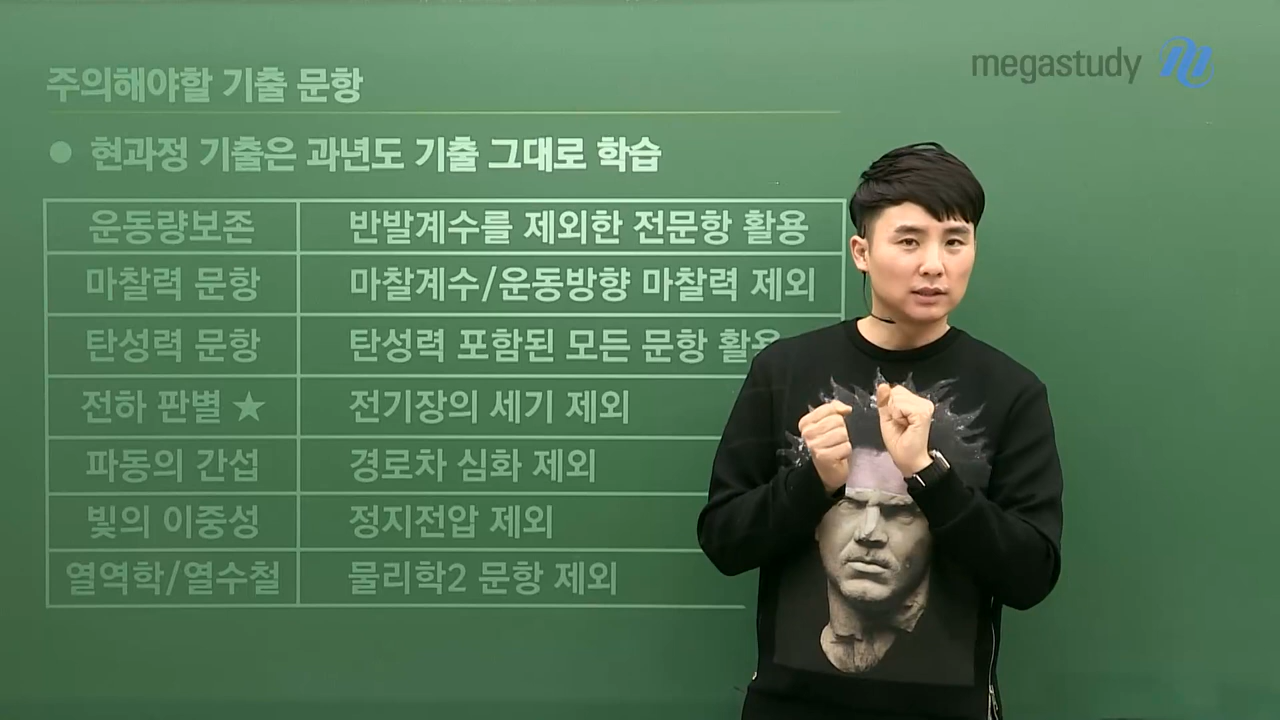 megastudy
주의해야할 기출 문항
● 현과정 기출은 과년도 기출 그대로 학습
운동량보존 반발계수를 제외한 전문항 활용
마찰력 문항 마찰계수/운동방향 마찰력 제외
탄성력 문항 탄성력 포함된 모든 문항 활용
전하 판별 ★ 전기장의 세기 제외
파동의 간섭 경로차 심화 제외
빛의 이중성 정지전압 제외
열역학/열수철 물리학2 문항 제외